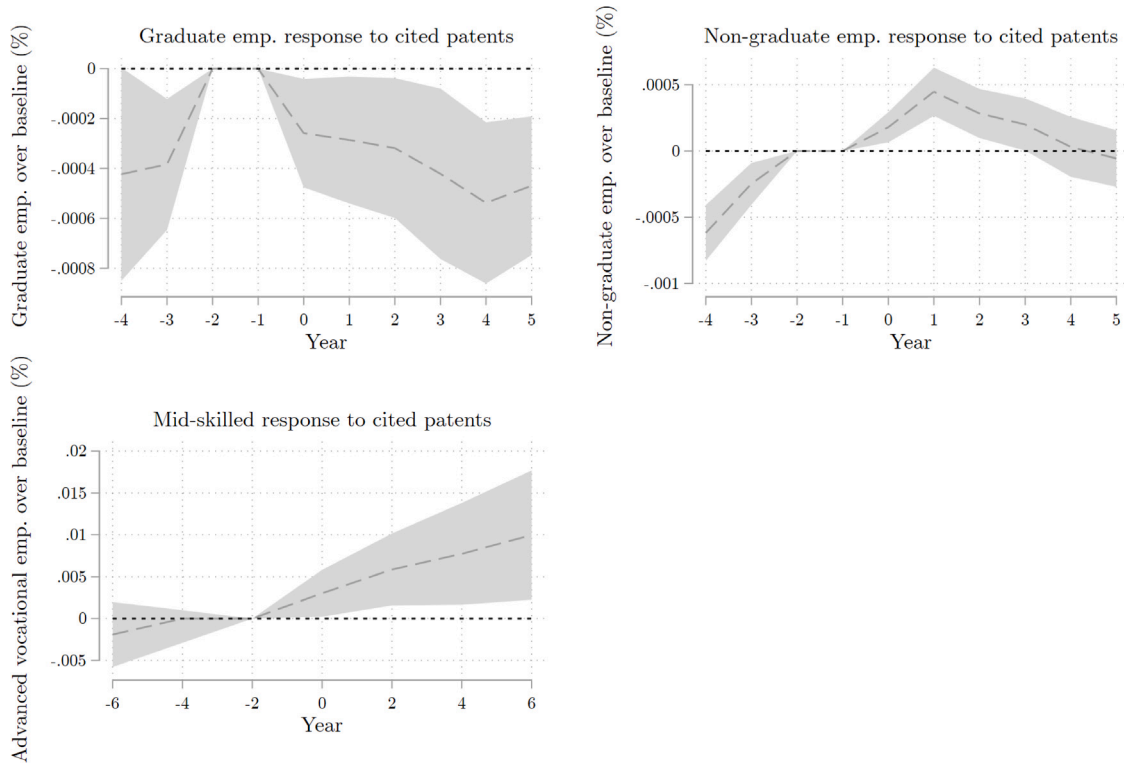 Graduate emp. response to cited patents
Graduate emp. over baseline (%)
0
-.0002
-.0004
-.0006
-.0008
-4 -3 -2 -1 0 1 2 3 4 5
Year
Non-graduate emp. response to cited patents
Non-graduate emp. over baseline (%)
.0005
0
-.0005
-.001
-4 -3 -2 -1 0 1 2 3 4 5
Year
Mid-skilled response to cited patents
Advanced vocational emp. over baseline (%)
.02
.015
.01
.005
0
-.005
-6 -4 -2 0 2 4 6
Year